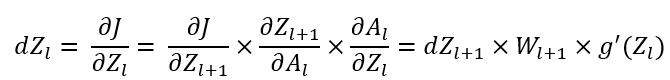 dZ_l = ∂J/∂Z_l = ∂J/∂Z_{l+1} × ∂Z_{l+1}/∂A_l × ∂A_l/∂Z_l = dZ_{l+1} × W_{l+1} × g′(Z_l)